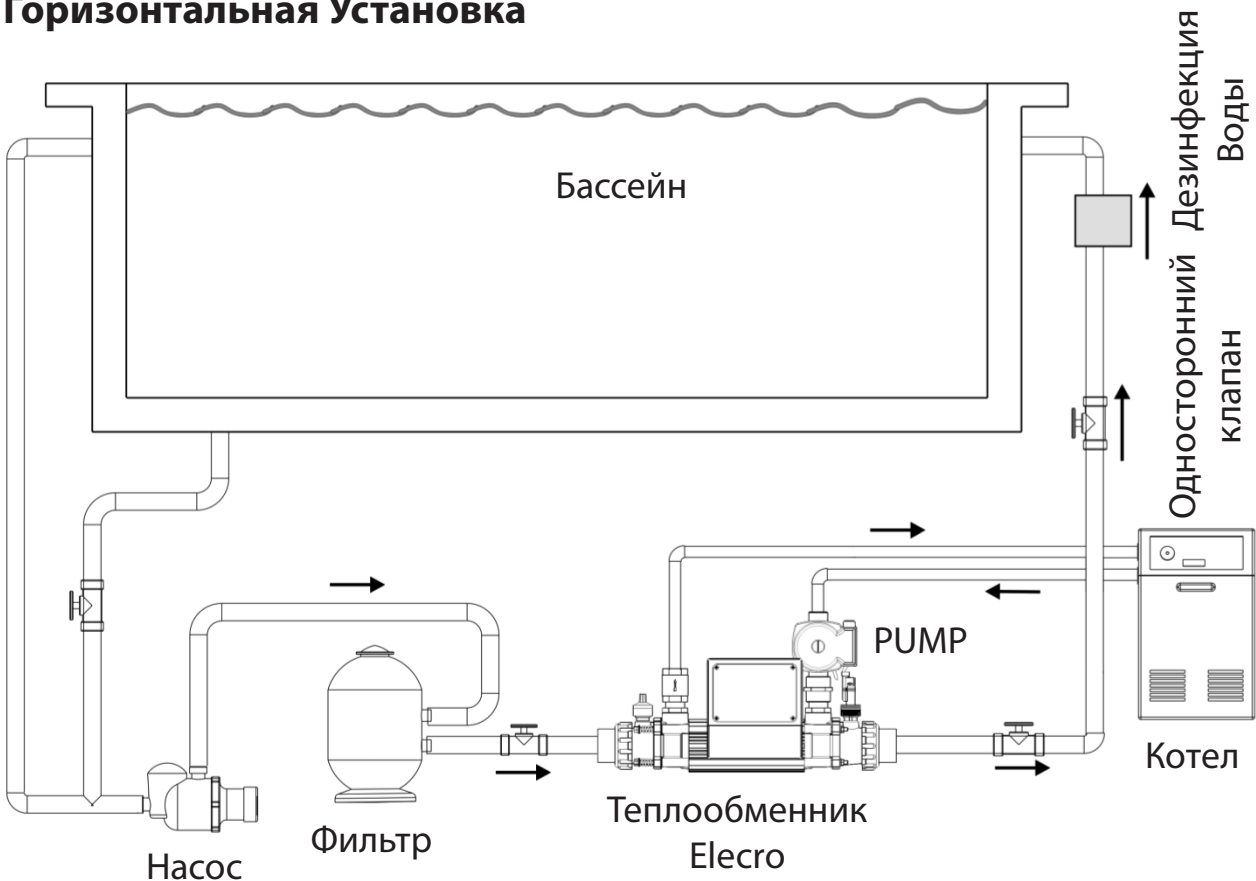 Горизонтальная Установка
Бассейн
Дезинфекция
Воды
Односторонний
клапан
PUMP
Котел
Теплообменник
Elecro
Фильтр
Насос